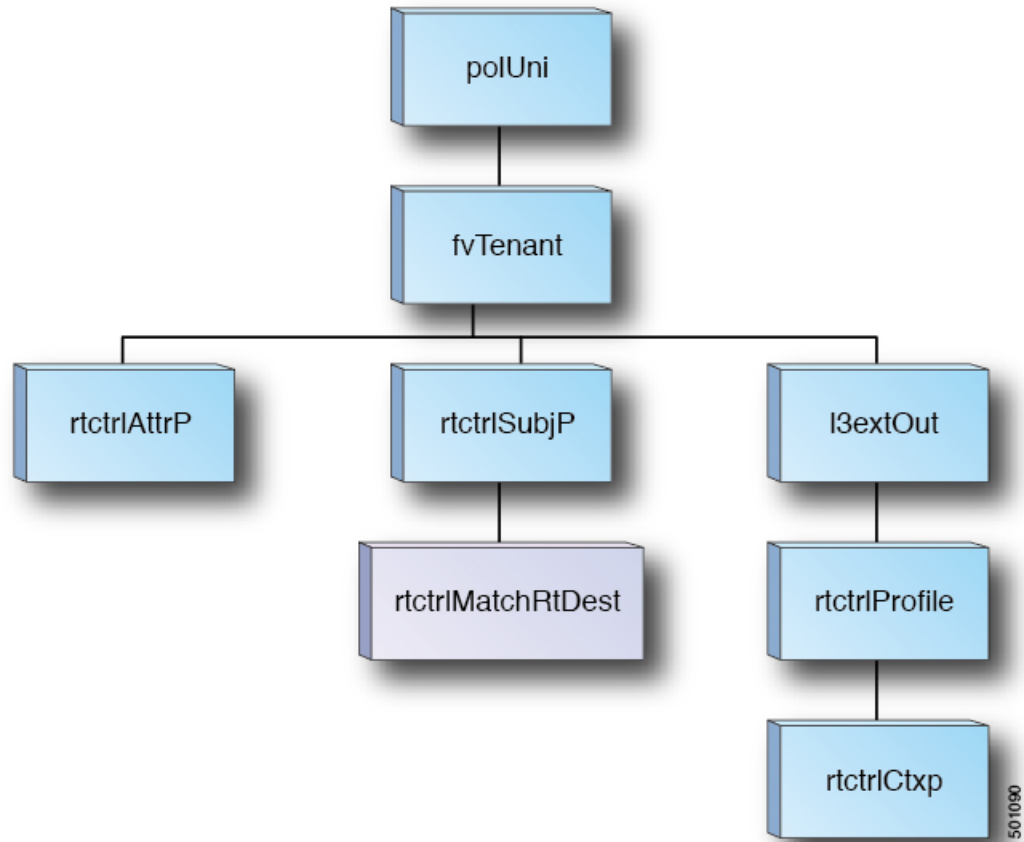 polUni
fvTenant
rtctrlAttrP
rtctrlSubjP
l3extOut
rtctrlMatchRtDest
rtctrlProfile
rtctrlCtxp
501090